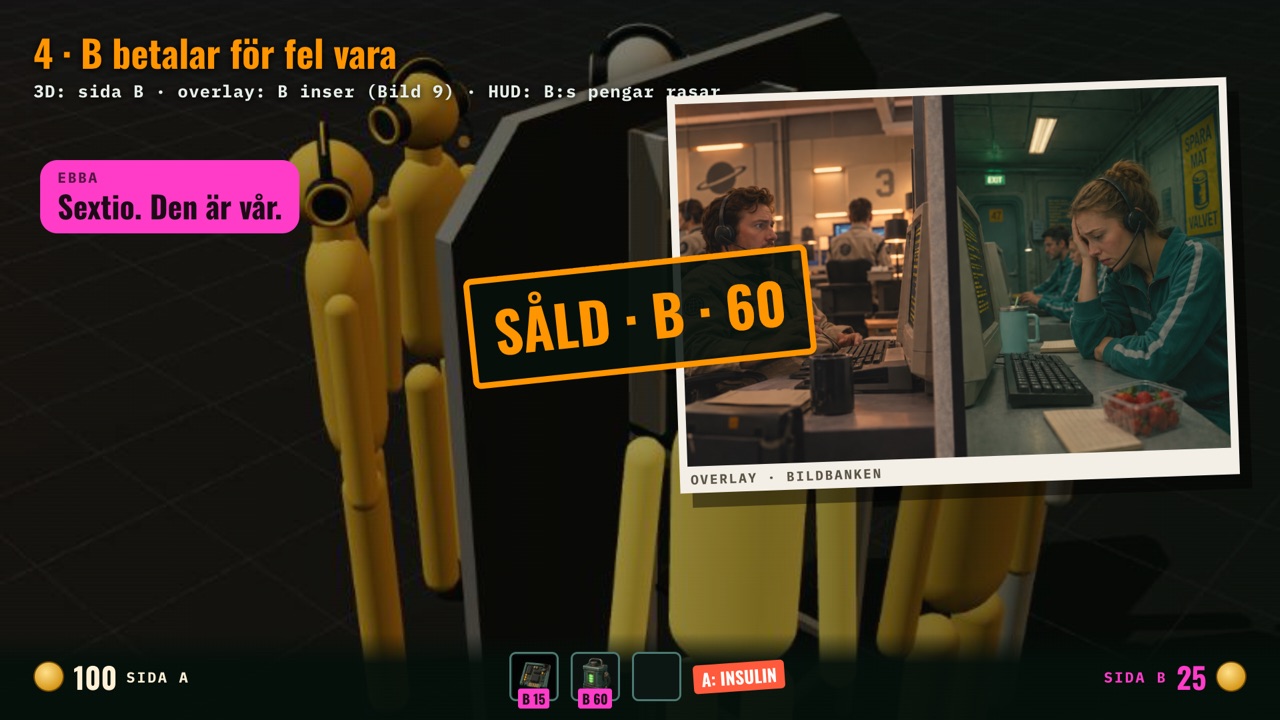 4 · B betalar för fel vara
3D: sida B · overlay: B inser (Bild 9) · HUD: B:s pengar rasar
EBBA
Sextio. Den är vår.
SÅLD · B · 60
3
EXIT
42
SPARA
MAT
VALVET
OVERLAY · BILDBANKEN
100 SIDA A
B 15
B 60
A: INSULIN
SIDA B 25